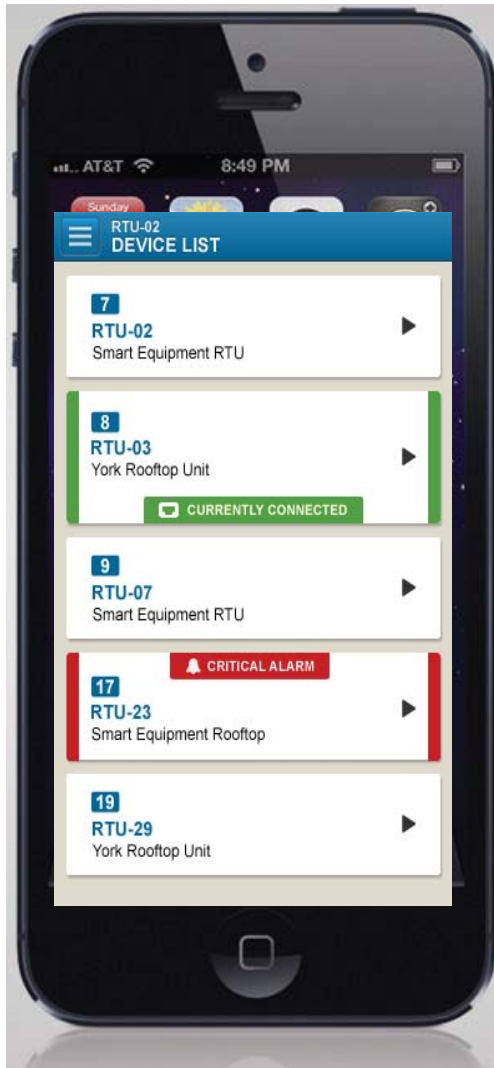 AT&T 8:49 PM
Sunday
RTU-02
DEVICE LIST
7
RTU-02
Smart Equipment RTU
8
RTU-03
York Rooftop Unit
CURRENTLY CONNECTED
9
RTU-07
Smart Equipment RTU
CRITICAL ALARM
17
RTU-23
Smart Equipment Rooftop
19
RTU-29
York Rooftop Unit